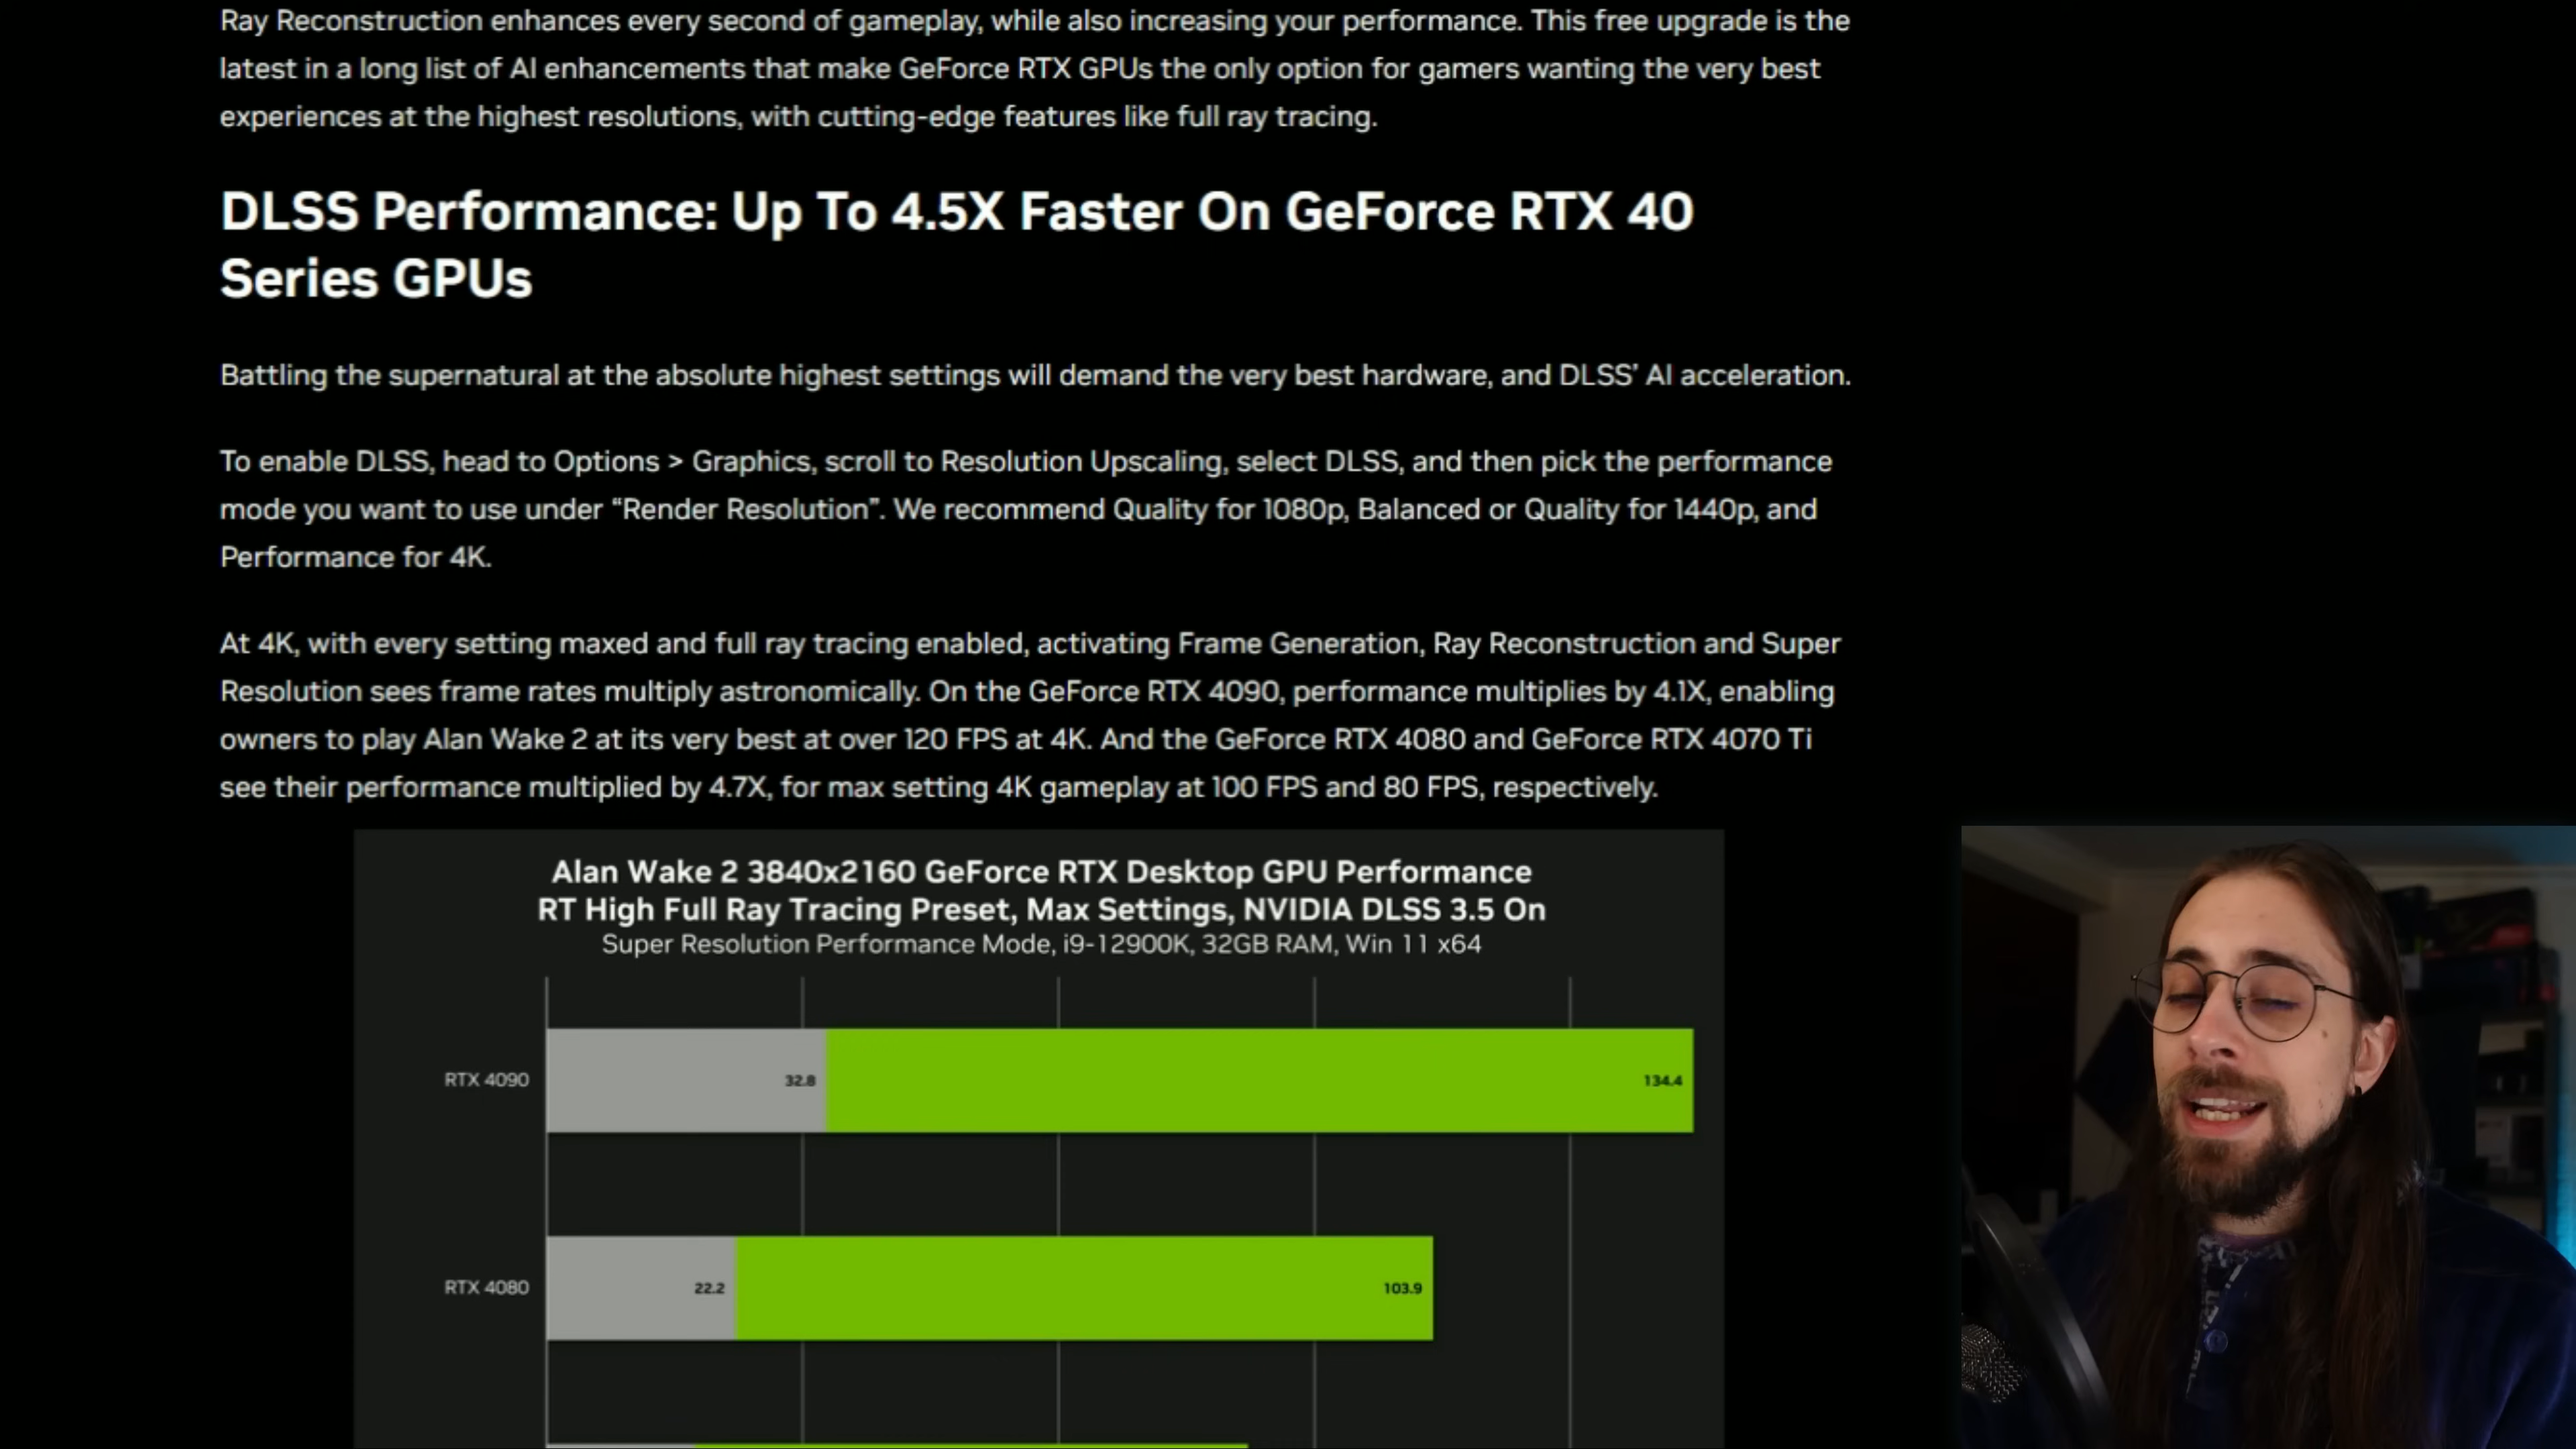 Ray Reconstruction enhances every second of gameplay, while also increasing your performance. This free upgrade is the
latest in a long list of AI enhancements that make GeForce RTX GPUs the only option for gamers wanting the very best
experiences at the highest resolutions, with cutting-edge features like full ray tracing.
DLSS Performance: Up To 4.5X Faster On GeForce RTX 40
Series GPUs
Battling the supernatural at the absolute highest settings will demand the very best hardware, and DLSS’ AI acceleration.
To enable DLSS, head to Options > Graphics, scroll to Resolution Upscaling, select DLSS, and then pick the performance
mode you want to use under “Render Resolution”. We recommend Quality for 1080p, Balanced or Quality for 1440p, and
Performance for 4K.
At 4K, with every setting maxed and full ray tracing enabled, activating Frame Generation, Ray Reconstruction and Super
Resolution sees frame rates multiply astronomically. On the GeForce RTX 4090, performance multiplies by 4.1X, enabling
owners to play Alan Wake 2 at its very best at over 120 FPS at 4K. And the GeForce RTX 4080 and GeForce RTX 4070 Ti
see their performance multiplied by 4.7X, for max setting 4K gameplay at 100 FPS and 80 FPS, respectively.
Alan Wake 2 3840x2160 GeForce RTX Desktop GPU Performance
RT High Full Ray Tracing Preset, Max Settings, NVIDIA DLSS 3.5 On
Super Resolution Performance Mode, i9-12900K, 32GB RAM, Win 11 x64
RTX 4090 32.8 134.4
RTX 4080 22.2 103.9